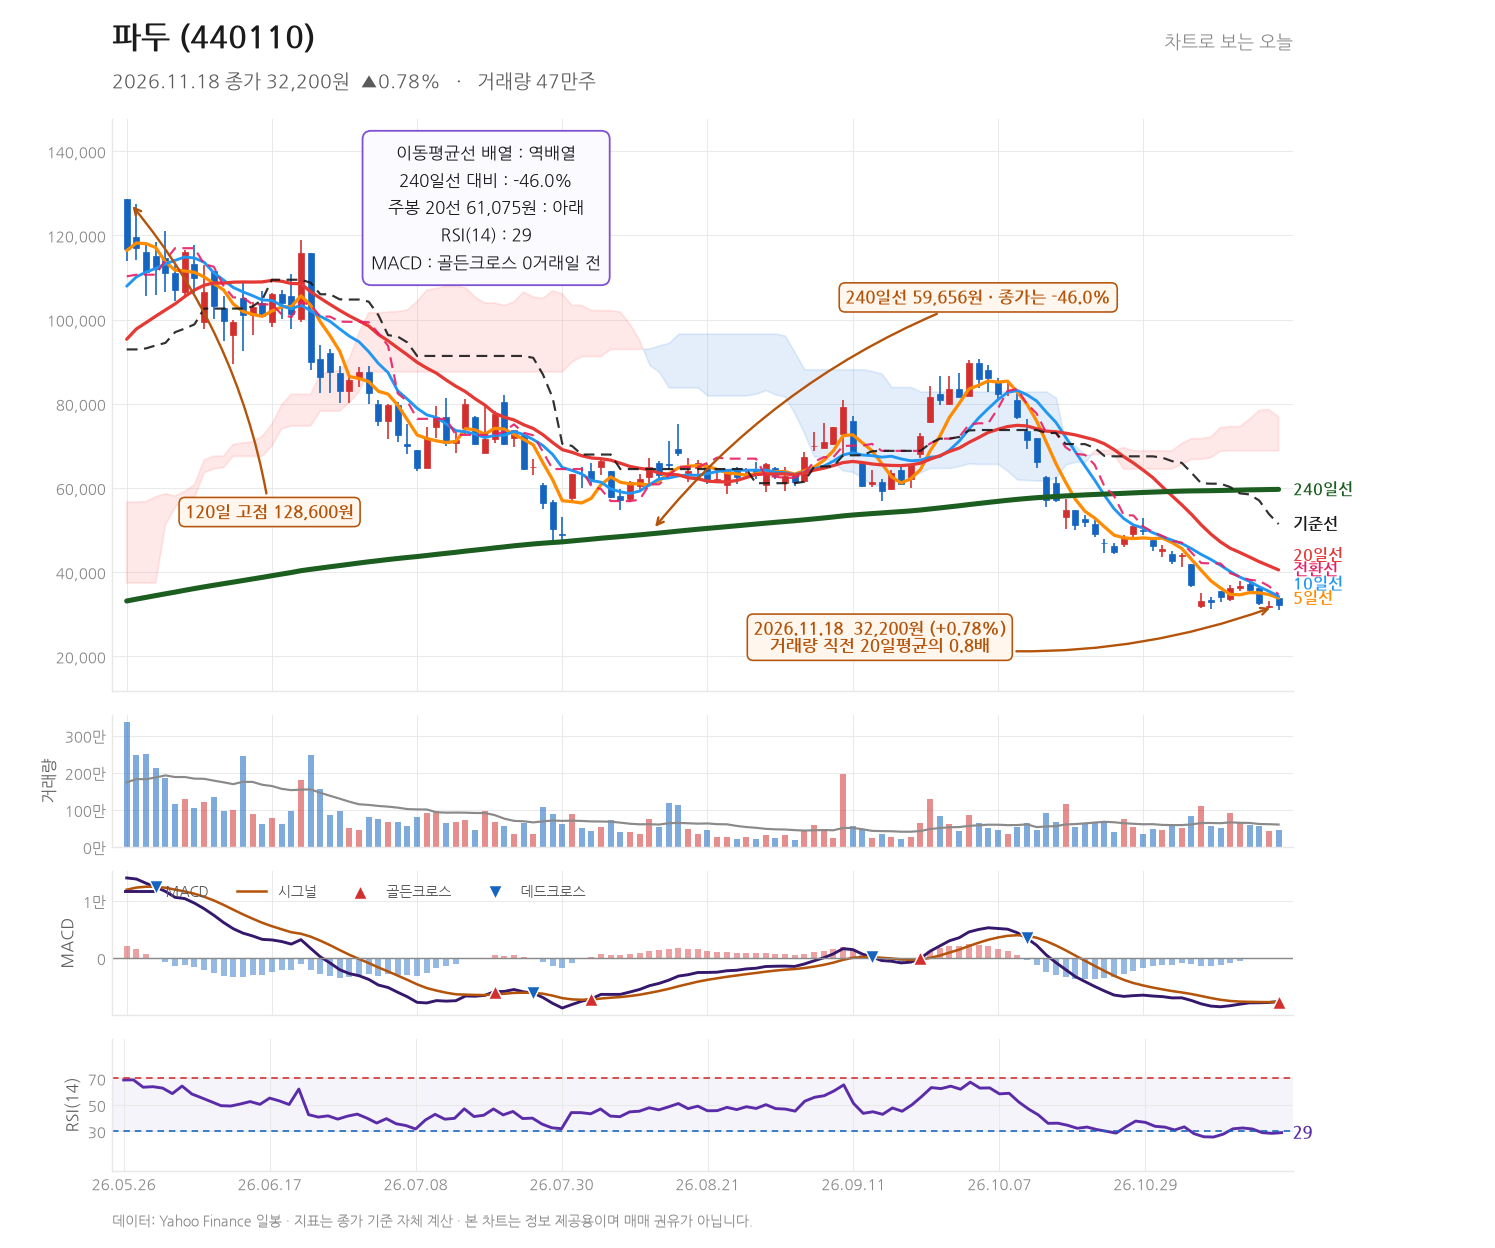 파두 (440110)
차트로 보는 오늘
2026.11.18 종가 32,200원 ▲0.78% · 거래량 47만주
140,000
120,000
100,000
80,000
60,000
40,000
20,000
이동평균선 배열 : 역배열
240일선 대비 : -46.0%
주봉 20선 61,075원 : 아래
RSI(14) : 29
MACD : 골든크로스 0거래일 전
240일선 59,656원 · 종가는 -46.0%
120일 고점 128,600원
2026.11.18 32,200원 (+0.78%)
거래량 직전 20일평균의 0.8배
240일선
기준선
20일선
전환선
10일선
5일선
거래량
300만
200만
100만
0만
MACD
1만
0
MACD
시그널
골든크로스
데드크로스
RSI(14)
70
50
30
29
26.05.26
26.06.17
26.07.08
26.07.30
26.08.21
26.09.11
26.10.07
26.10.29
데이터: Yahoo Finance 일봉 · 지표는 종가 기준 자체 계산 · 본 차트는 정보 제공용이며 매매 권유가 아닙니다.